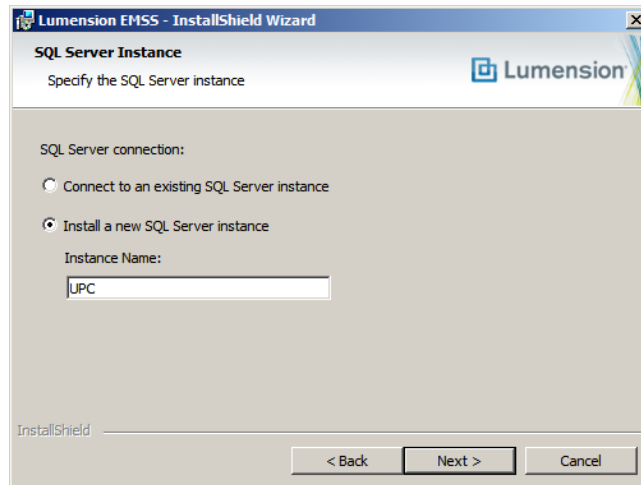 Lumension EMSS - InstallShield Wizard
SQL Server Instance
Specify the SQL Server instance
Lumension
SQL Server connection:
Connect to an existing SQL Server instance
Install a new SQL Server instance
Instance Name:
UPC
InstallShield
< Back
Next >
Cancel